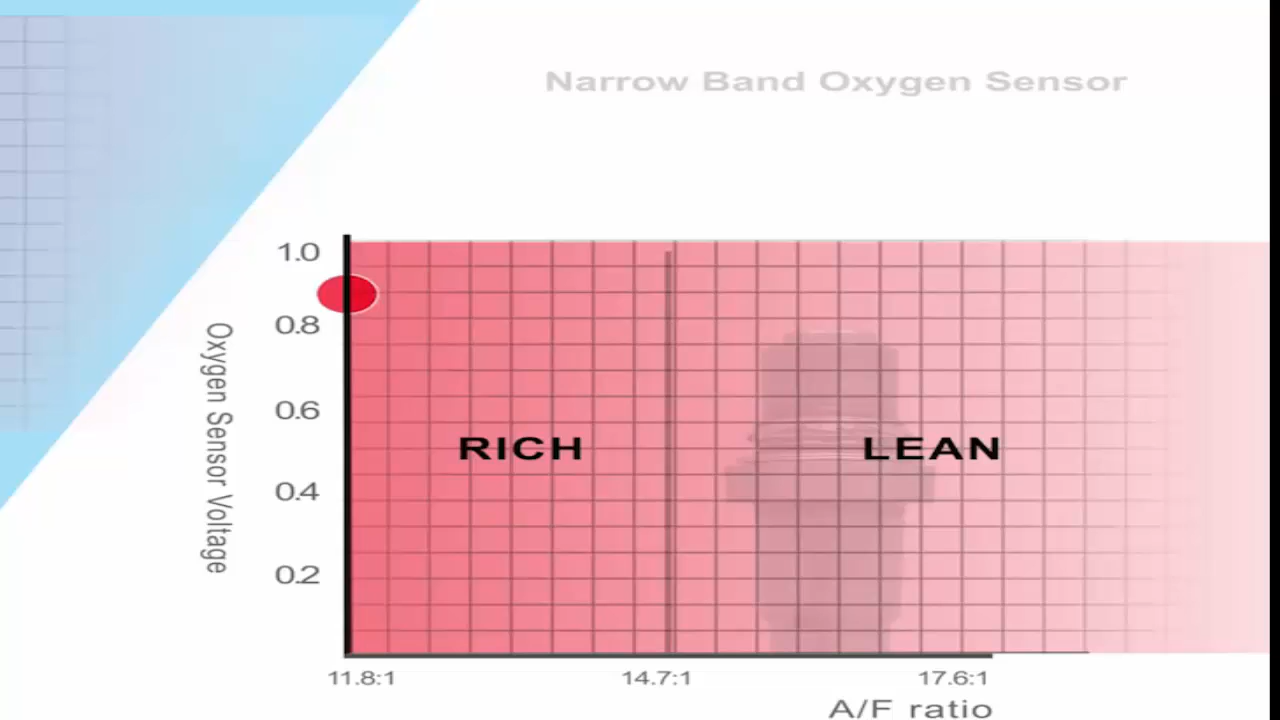 Narrow Band Oxygen Sensor
1.0
0.8
0.6
0.4
0.2
Oxygen Sensor Voltage
RICH
LEAN
11.8:1
14.7:1
17.6:1
A/F ratio